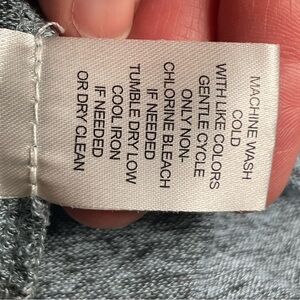 MACHINE WASH
COLD
WITH LIKE COLORS
GENTLE CYCLE
ONLY NON-
CHLORINE BLEACH
IF NEEDED
TUMBLE DRY LOW
COOL IRON
IF NEEDED
OR DRY CLEAN